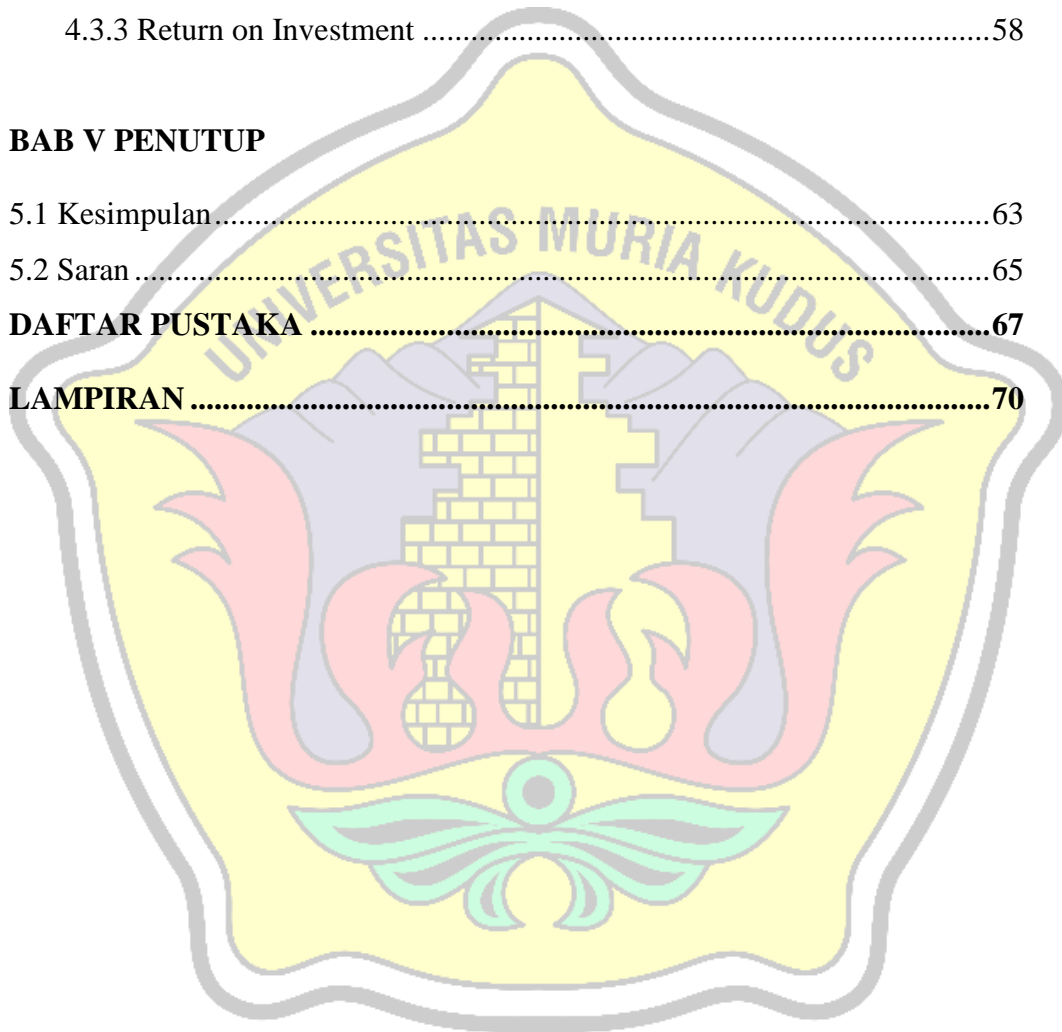 4.3.3 Return on Investment ........................................................................58
BAB V PENUTUP
5.1 Kesimpulan...................................................................................................63
5.2 Saran .............................................................................................................65
DAFTAR PUSTAKA .......................................................................................67
LAMPIRAN ......................................................................................................70
UNIVERSITAS MURIA KUDUS